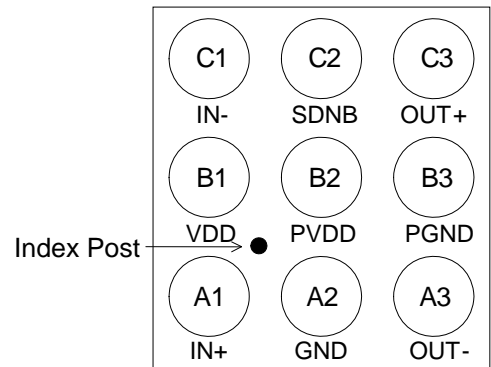 C1 C2 C3
IN- SDNB OUT+
B1 B2 B3
VDD PVDD PGND
Index Post
A1 A2 A3
IN+ GND OUT-